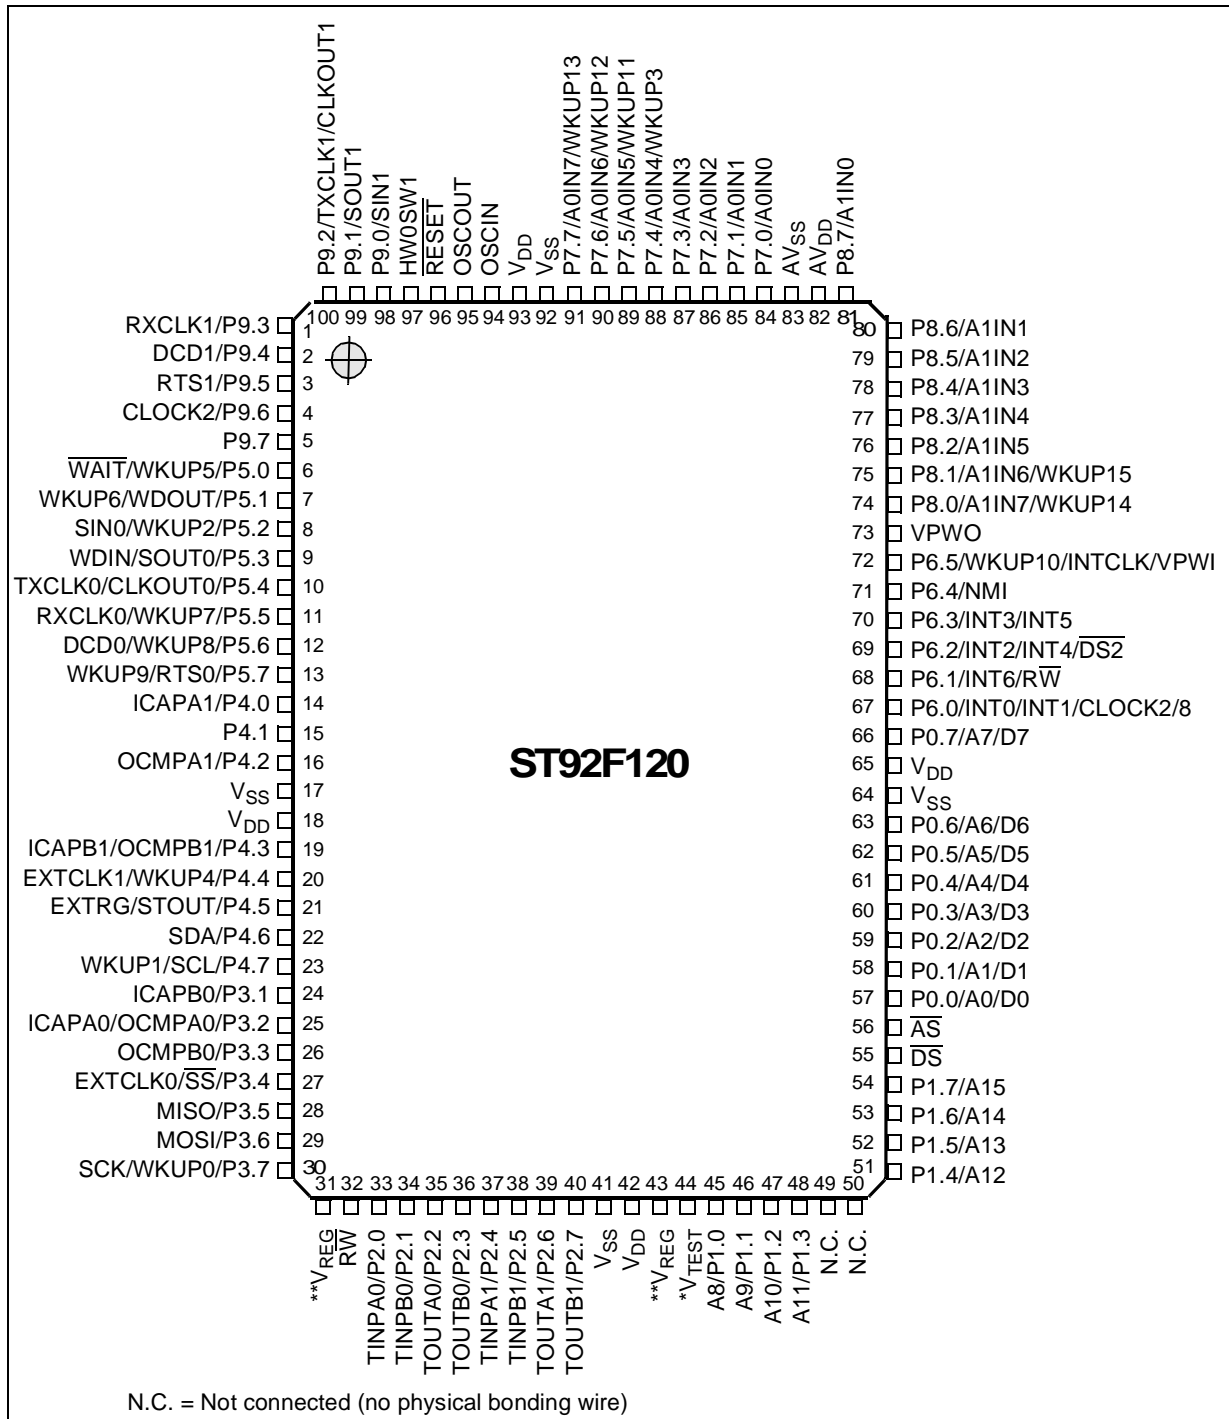 P9.2/TXCLK1/CLKOUT1
P9.1/SOUT1
P9.0/SIN1
HW0SW1
RESET
OSCOUT
OSCIN
VDD
VSS
P7.7/A0IN7/WKUP13
P7.6/A0IN6/WKUP12
P7.5/A0IN5/WKUP11
P7.4/A0IN4/WKUP3
P7.3/A0IN3
P7.2/A0IN2
P7.1/A0IN1
P7.0/A0IN0
AVSS
AVDD
P8.7/A1IN0
100 99 98 97 96 95 94 93 92 91 90 89 88 87 86 85 84 83 82 81
RXCLK1/P9.3 1
DCD1/P9.4 2
RTS1/P9.5 3
CLOCK2/P9.6 4
P9.7 5
WAIT/WKUP5/P5.0 6
WKUP6/WDOUT/P5.1 7
SIN0/WKUP2/P5.2 8
WDIN/SOUT0/P5.3 9
TXCLK0/CLKOUT0/P5.4 10
RXCLK0/WKUP7/P5.5 11
DCD0/WKUP8/P5.6 12
WKUP9/RTS0/P5.7 13
ICAPA1/P4.0 14
P4.1 15
OCMPA1/P4.2 16
VSS 17
VDD 18
ICAPB1/OCMPB1/P4.3 19
EXTCLK1/WKUP4/P4.4 20
EXTRG/STOUT/P4.5 21
SDA/P4.6 22
WKUP1/SCL/P4.7 23
ICAPB0/P3.1 24
ICAPA0/OCMPA0/P3.2 25
OCMPB0/P3.3 26
EXTCLK0/SS/P3.4 27
MISO/P3.5 28
MOSI/P3.6 29
SCK/WKUP0/P3.7 30
ST92F120
80 P8.6/A1IN1
79 P8.5/A1IN2
78 P8.4/A1IN3
77 P8.3/A1IN4
76 P8.2/A1IN5
75 P8.1/A1IN6/WKUP15
74 P8.0/A1IN7/WKUP14
73 VPWO
72 P6.5/WKUP10/INTCLK/VPWI
71 P6.4/NMI
70 P6.3/INT3/INT5
69 P6.2/INT2/INT4/DS2
68 P6.1/INT6/RW
67 P6.0/INT0/INT1/CLOCK2/8
66 P0.7/A7/D7
65 VDD
64 VSS
63 P0.6/A6/D6
62 P0.5/A5/D5
61 P0.4/A4/D4
60 P0.3/A3/D3
59 P0.2/A2/D2
58 P0.1/A1/D1
57 P0.0/A0/D0
56 AS
55 DS
54 P1.7/A15
53 P1.6/A14
52 P1.5/A13
51 P1.4/A12
31 32 33 34 35 36 37 38 39 40 41 42 43 44 45 46 47 48 49 50
**VREG
RW
TINPA0/P2.0
TINPB0/P2.1
TOUTA0/P2.2
TOUTB0/P2.3
TINPA1/P2.4
TINPB1/P2.5
TOUTA1/P2.6
TOUTB1/P2.7
VSS
VDD
**VREG
*VTEST
A8/P1.0
A9/P1.1
A10/P1.2
A11/P1.3
N.C.
N.C.
N.C. = Not connected (no physical bonding wire)